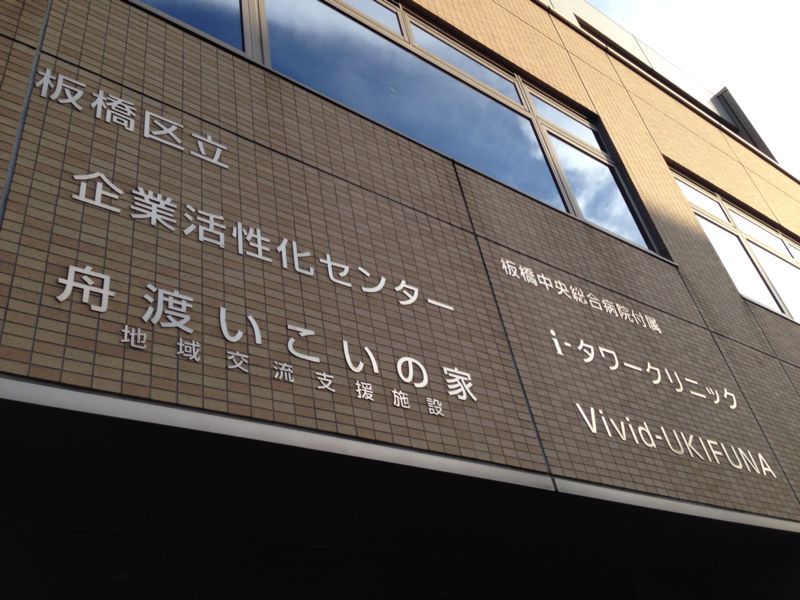 板橋区立
企業活性化センター
舟渡いこいの家
地域交流支援施設
板橋中央総合病院付属
i-タワークリニック
Vivid-UKIFUNA